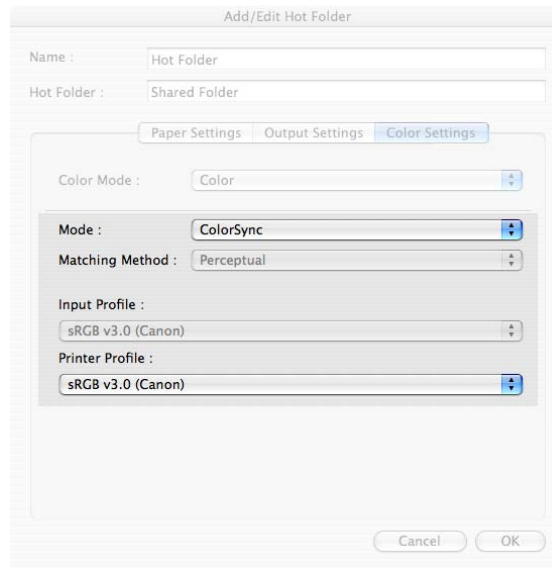 Add/Edit Hot Folder
Name : Hot Folder
Hot Folder : Shared Folder
Paper Settings Output Settings Color Settings
Color Mode : Color
Mode : ColorSync
Matching Method : Perceptual
Input Profile :
sRGB v3.0 (Canon)
Printer Profile :
sRGB v3.0 (Canon)
Cancel OK